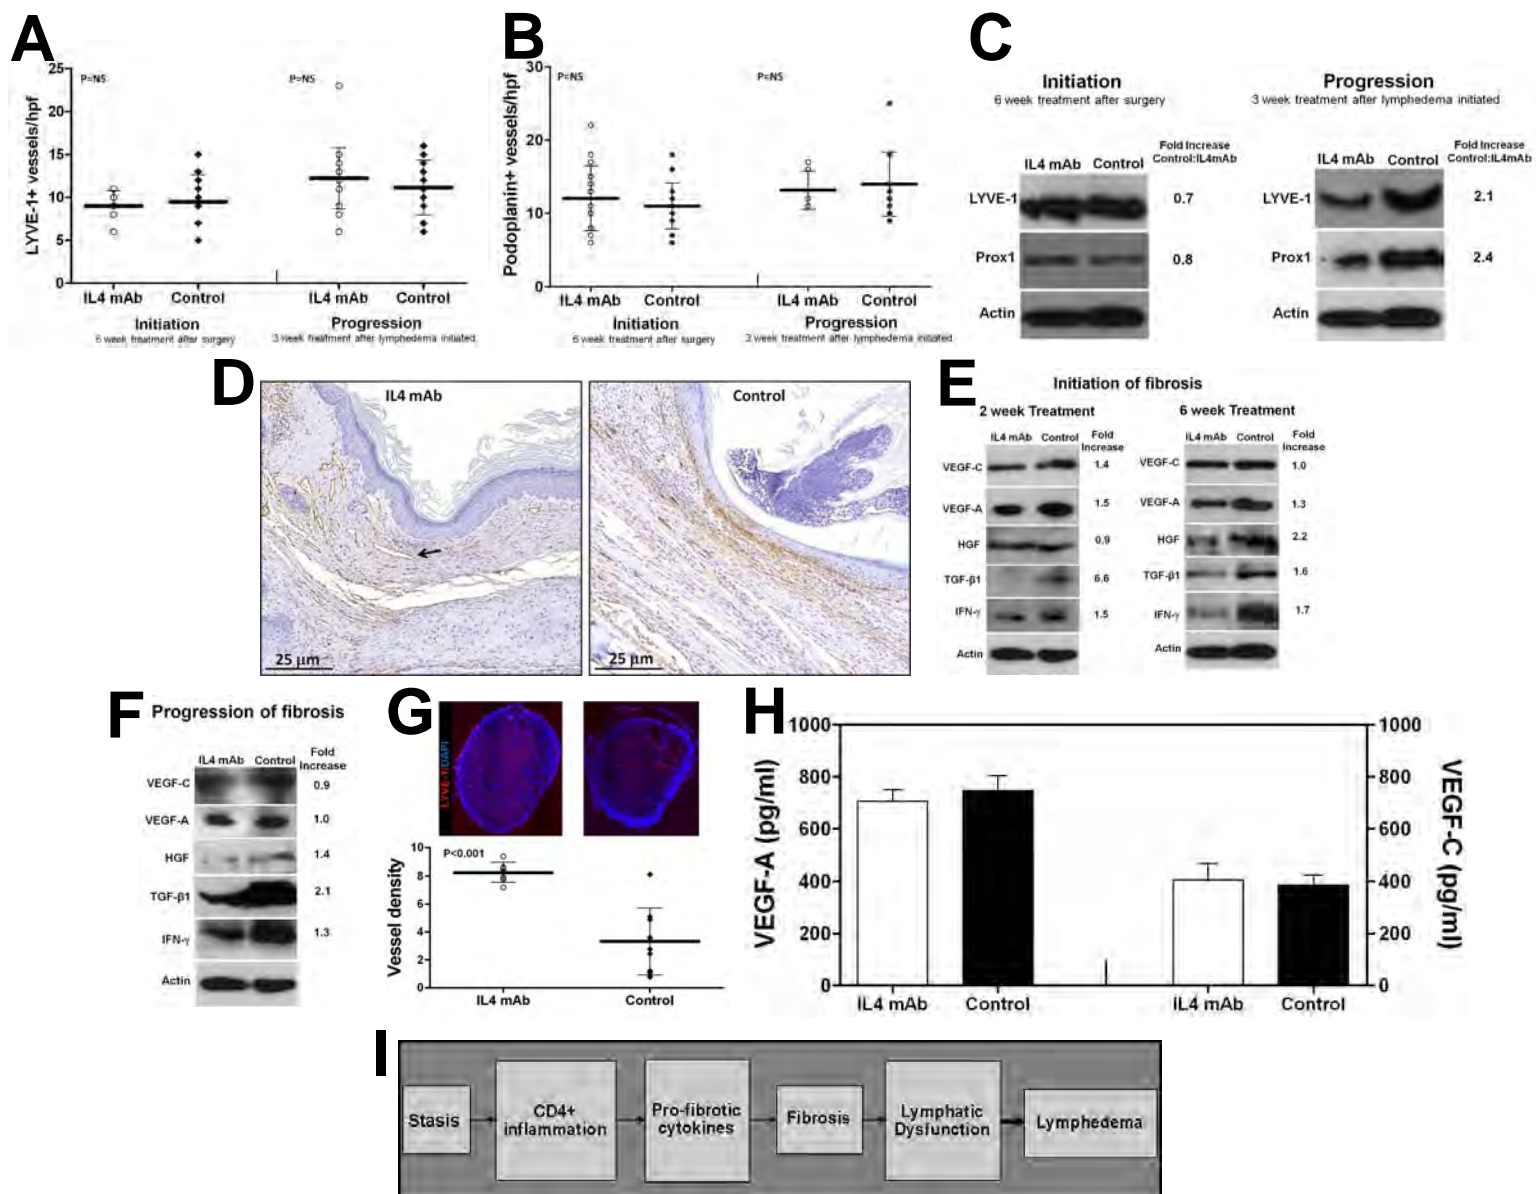 A
25
20
15
10
5
0
LYVE-1+ vessels/hpf
P=NS
P=NS
IL4 mAb
Control
IL4 mAb
Control
Initiation
6 week treatment after surgery
Progression
3 week treatment after lymphedema initiated
B
30
20
10
0
Podoplanin+ vessels/hpf
P=NS
P=NS
IL4 mAb
Control
IL4 mAb
Control
Initiation
6 week treatment after surgery
Progression
3 week treatment after lymphedema initiated
C
Initiation
6 week treatment after surgery
Fold Increase
Control:IL4mAb
IL4 mAb Control
LYVE-1 0.7
Prox1 0.8
Actin
Progression
3 week treatment after lymphedema initiated
Fold Increase
Control:IL4mAb
IL4 mAb Control
LYVE-1 2.1
Prox1 2.4
Actin
D
IL4 mAb
25 µm
Control
25 µm
E
Initiation of fibrosis
2 week Treatment
IL4 mAb Control Fold
Increase
VEGF-C 1.4
VEGF-A 1.5
HGF 0.9
TGF-β1 6.6
IFN-γ 1.5
Actin
6 week Treatment
IL4 mAb Control Fold
Increase
VEGF-C 1.0
VEGF-A 1.3
HGF 2.2
TGF-β1 1.6
IFN-γ 1.7
Actin
F
Progression of fibrosis
IL4 mAb Control Fold
Increase
VEGF-C 0.9
VEGF-A 1.0
HGF 1.4
TGF-β1 2.1
IFN-γ 1.3
Actin
G
LYVE-1/DAPI
10
8
6
4
2
0
Vessel density
P<0.001
IL4 mAb
Control
H
1000
800
600
400
200
0
VEGF-A (pg/ml)
1000
800
600
400
200
0
VEGF-C (pg/ml)
IL4 mAb
Control
IL4 mAb
Control
I
Stasis
CD4+
inflammation
Pro-fibrotic
cytokines
Fibrosis
Lymphatic
Dysfunction
Lymphedema